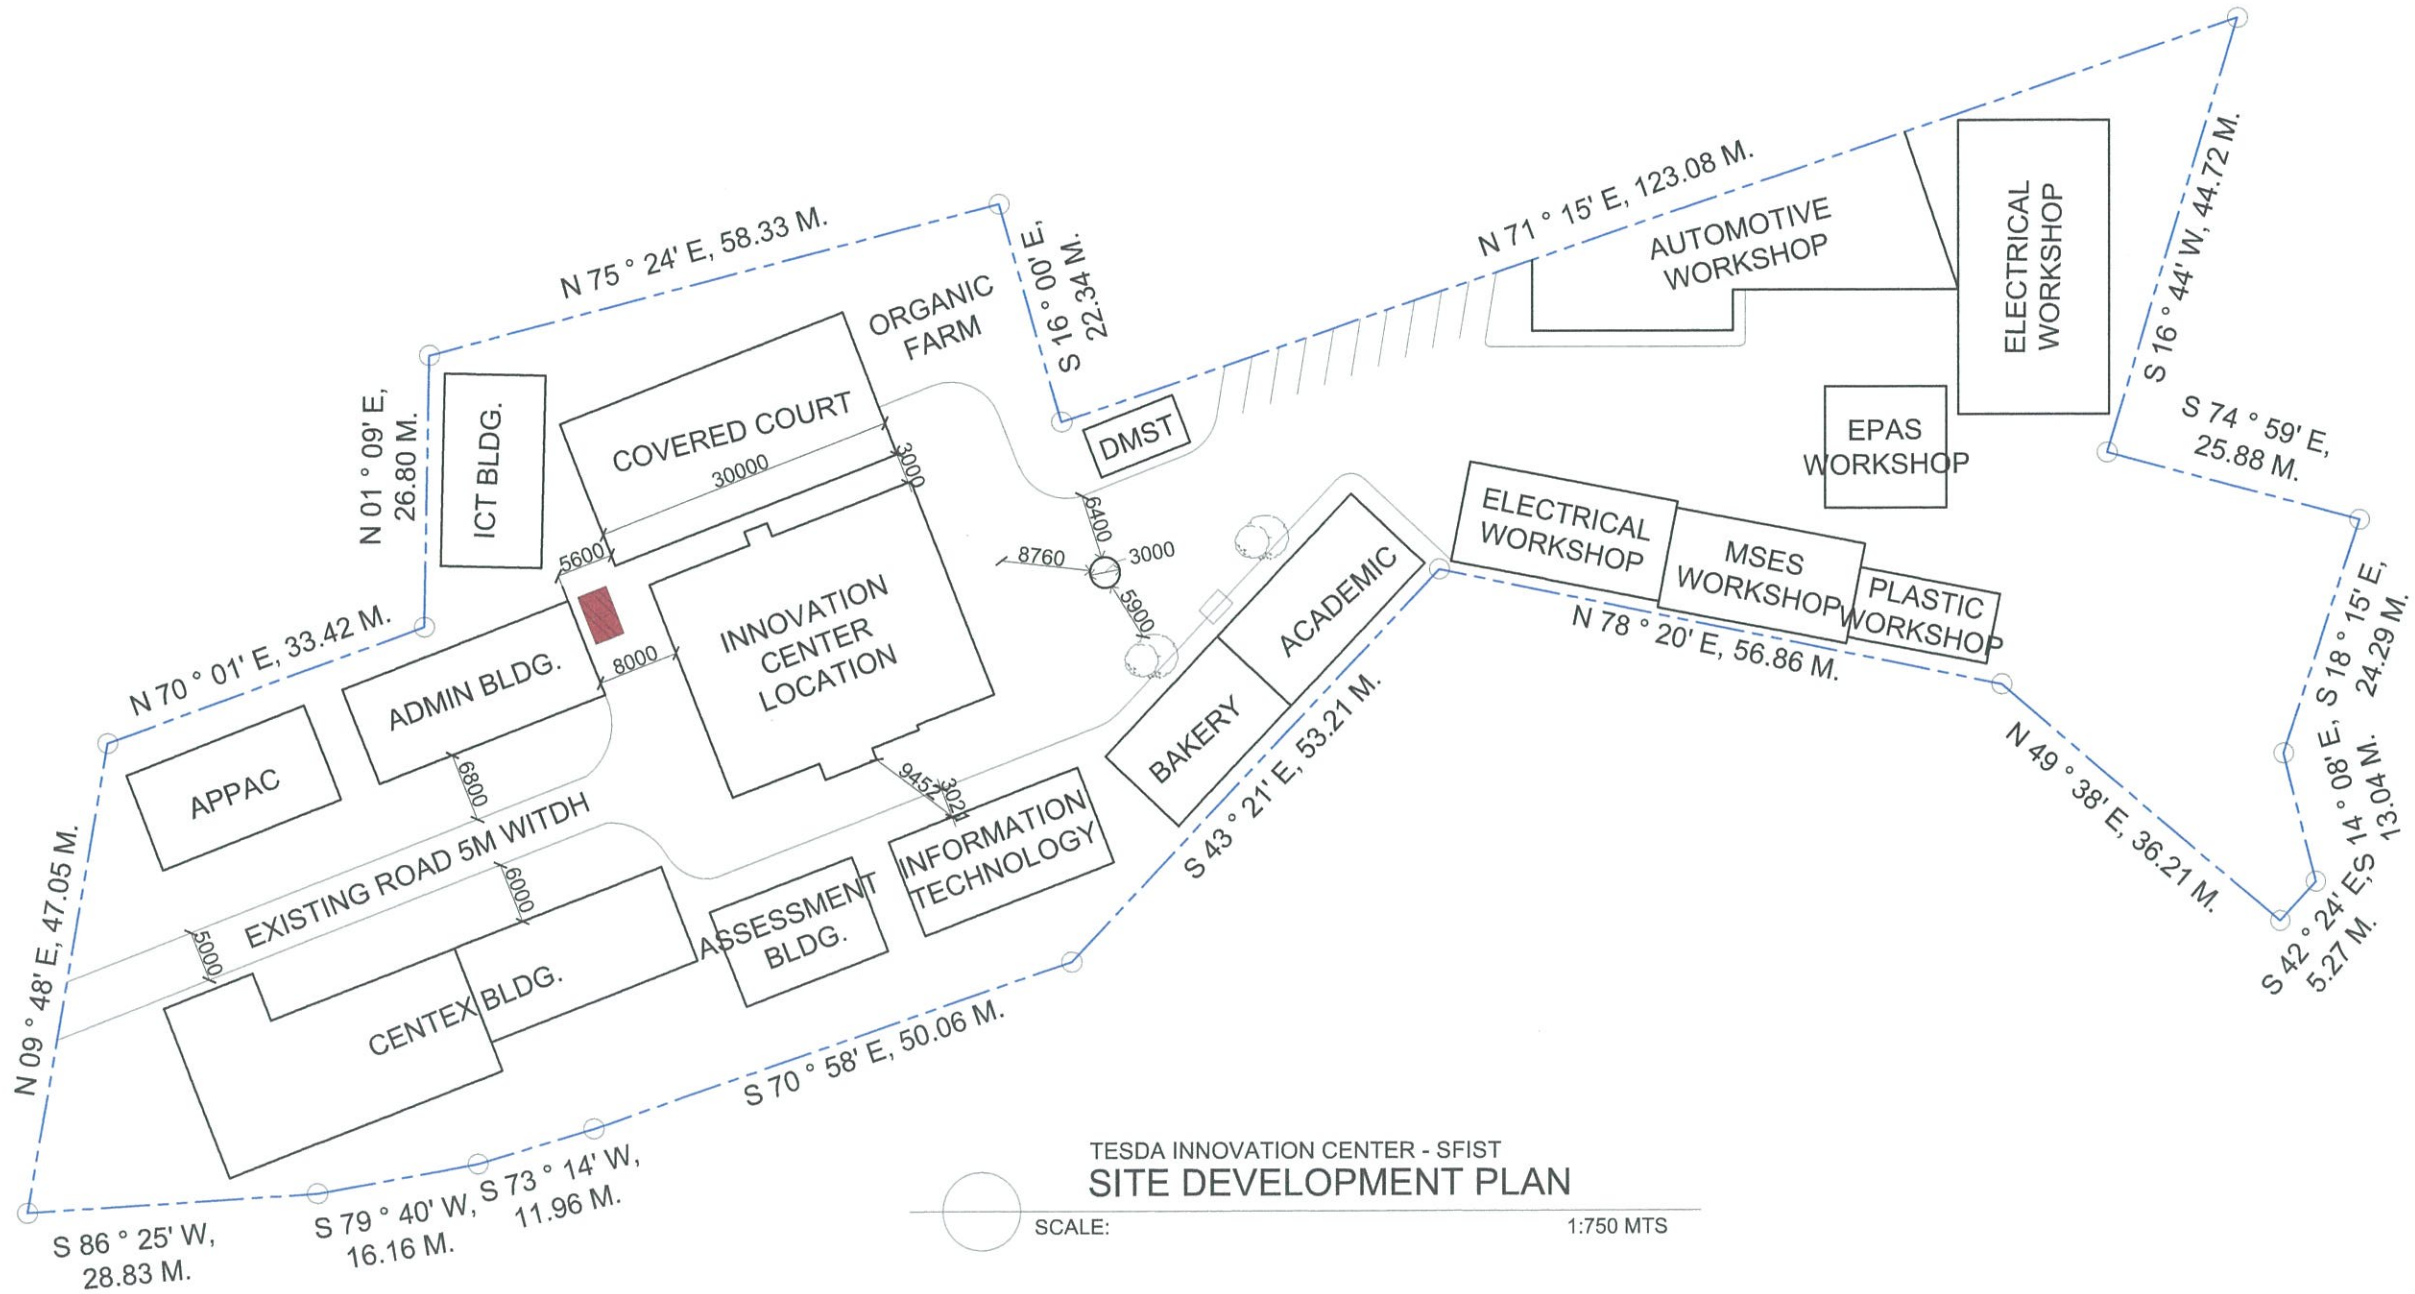 N 71 ° 15' E, 123.08 M.
S 16 ° 44' W, 44.72 M.
N 75 ° 24' E, 58.33 M.
S 16 ° 00' E,
22.34 M.
AUTOMOTIVE
WORKSHOP
ELECTRICAL
WORKSHOP
ORGANIC
FARM
N 01 ° 09' E,
26.80 M.
ICT BLDG.
COVERED COURT
30000
3000
DMST
EPAS
WORKSHOP
S 74 ° 59' E,
25.88 M.
5600
6400
8760
3000
5900
ELECTRICAL
WORKSHOP
MSES
WORKSHOP
PLASTIC
WORKSHOP
N 78 ° 20' E, 56.86 M.
ACADEMIC
BAKERY
INNOVATION
CENTER
LOCATION
8000
N 70 ° 01' E, 33.42 M.
ADMIN BLDG.
APPAC
6800
S 18 ° 15' E,
24.29 M.
S 14 ° 08' E,
13.04 M.
N 49 ° 38' E, 36.21 M.
S 42 ° 24' E,
5.27 M.
S 43 ° 21' E, 53.21 M.
9452
3021
INFORMATION
TECHNOLOGY
ASSESSMENT
BLDG.
EXISTING ROAD 5M WITDH
6000
5000
CENTEX BLDG.
N 09 ° 48' E, 47.05 M.
S 70 ° 58' E, 50.06 M.
S 73 ° 14' W,
11.96 M.
S 79 ° 40' W,
16.16 M.
S 86 ° 25' W,
28.83 M.
TESDA INNOVATION CENTER - SFIST
SITE DEVELOPMENT PLAN
SCALE: 1:750 MTS